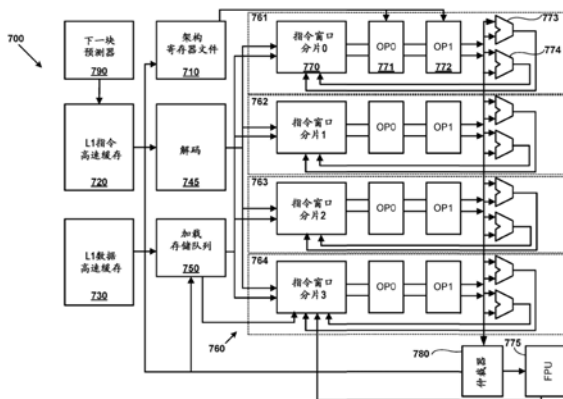 700
下一块
预测器
790
架构
寄存器文件
710
L1指令
高速缓存
720
解码
745
L1数据
高速缓存
730
加载
存储队列
750
760
761
指令窗口
分片0
770
OP0
771
OP1
772
773
774
762
指令窗口
分片1
OP0
OP1
763
指令窗口
分片2
OP0
OP1
764
指令窗口
分片3
OP0
OP1
780
仲裁器
775
FPU